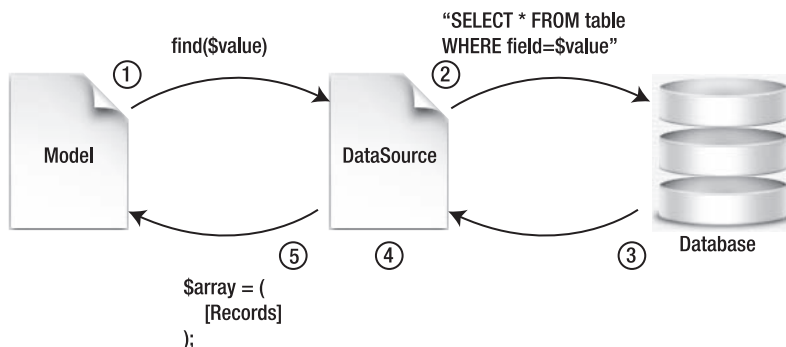 “SELECT * FROM table
WHERE field=$value”
find($value)
①
②
Model
DataSource
Database
⑤
④
③
$array = (
[Records]
);